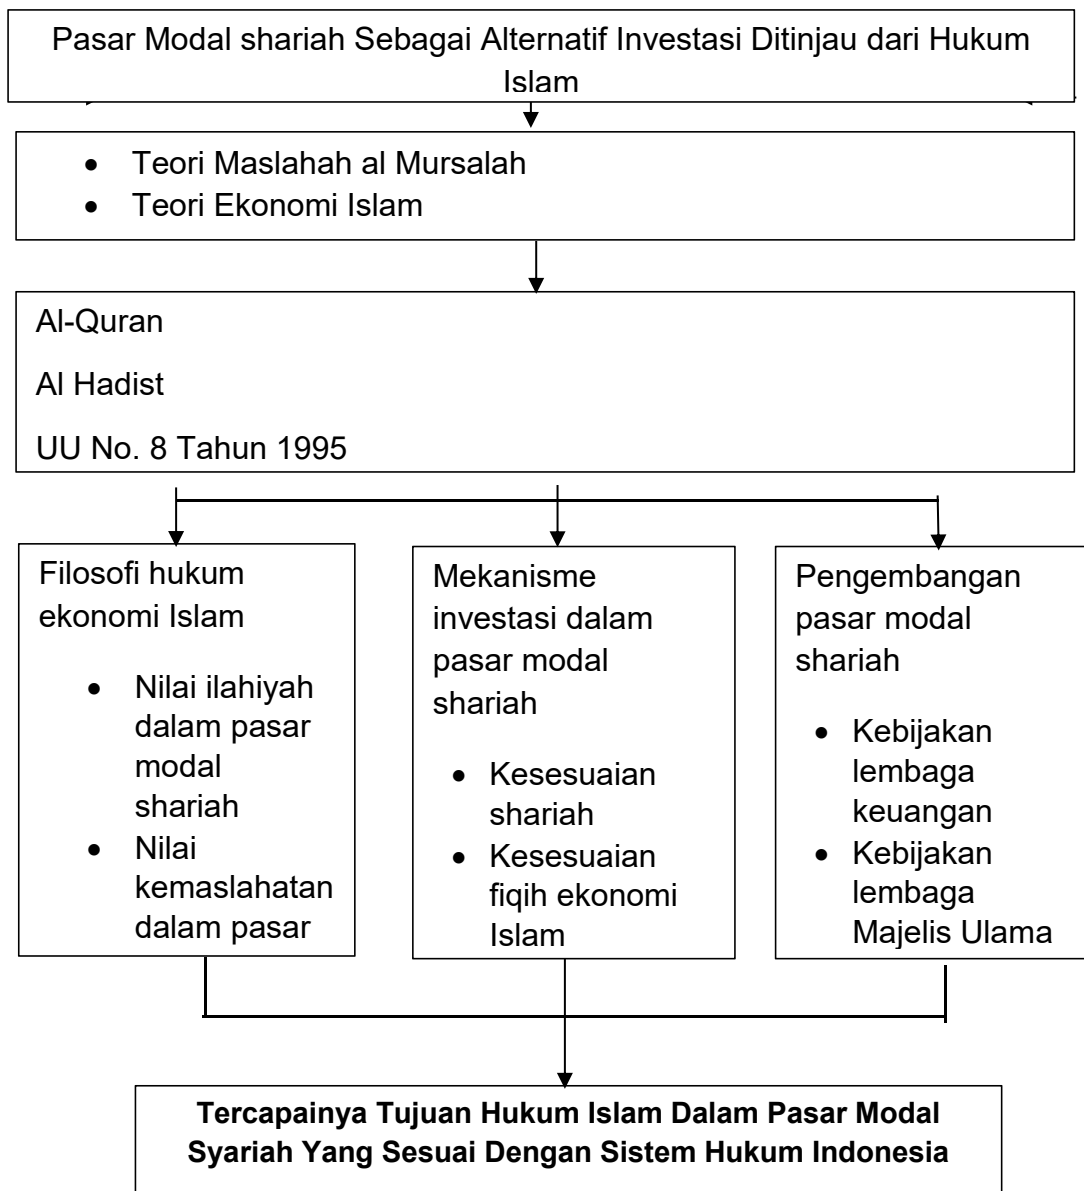 Pasar Modal shariah Sebagai Alternatif Investasi Ditinjau dari Hukum
Islam
• Teori Maslahah al Mursalah
• Teori Ekonomi Islam
Al-Quran
Al Hadist
UU No. 8 Tahun 1995
Filosofi hukum
ekonomi Islam
• Nilai ilahiyah
dalam pasar
modal
shariah
• Nilai
kemaslahatan
dalam pasar
Mekanisme
investasi dalam
pasar modal
shariah
• Kesesuaian
shariah
• Kesesuaian
fiqih ekonomi
Islam
Pengembangan
pasar modal
shariah
• Kebijakan
lembaga
keuangan
• Kebijakan
lembaga
Majelis Ulama
Tercapainya Tujuan Hukum Islam Dalam Pasar Modal
Syariah Yang Sesuai Dengan Sistem Hukum Indonesia